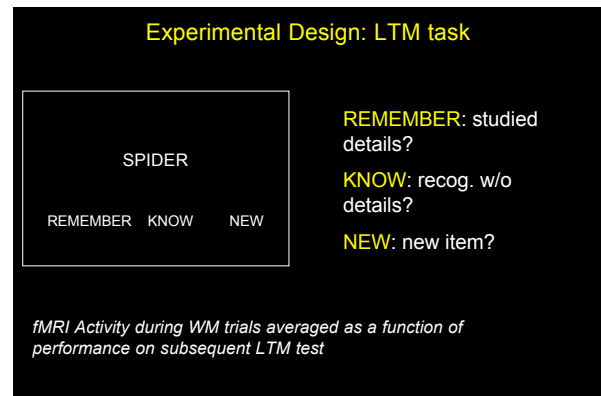 Experimental Design: LTM task
SPIDER
REMEMBER KNOW NEW
REMEMBER: studied
details?
KNOW: recog. w/o
details?
NEW: new item?
fMRI Activity during WM trials averaged as a function of
performance on subsequent LTM test